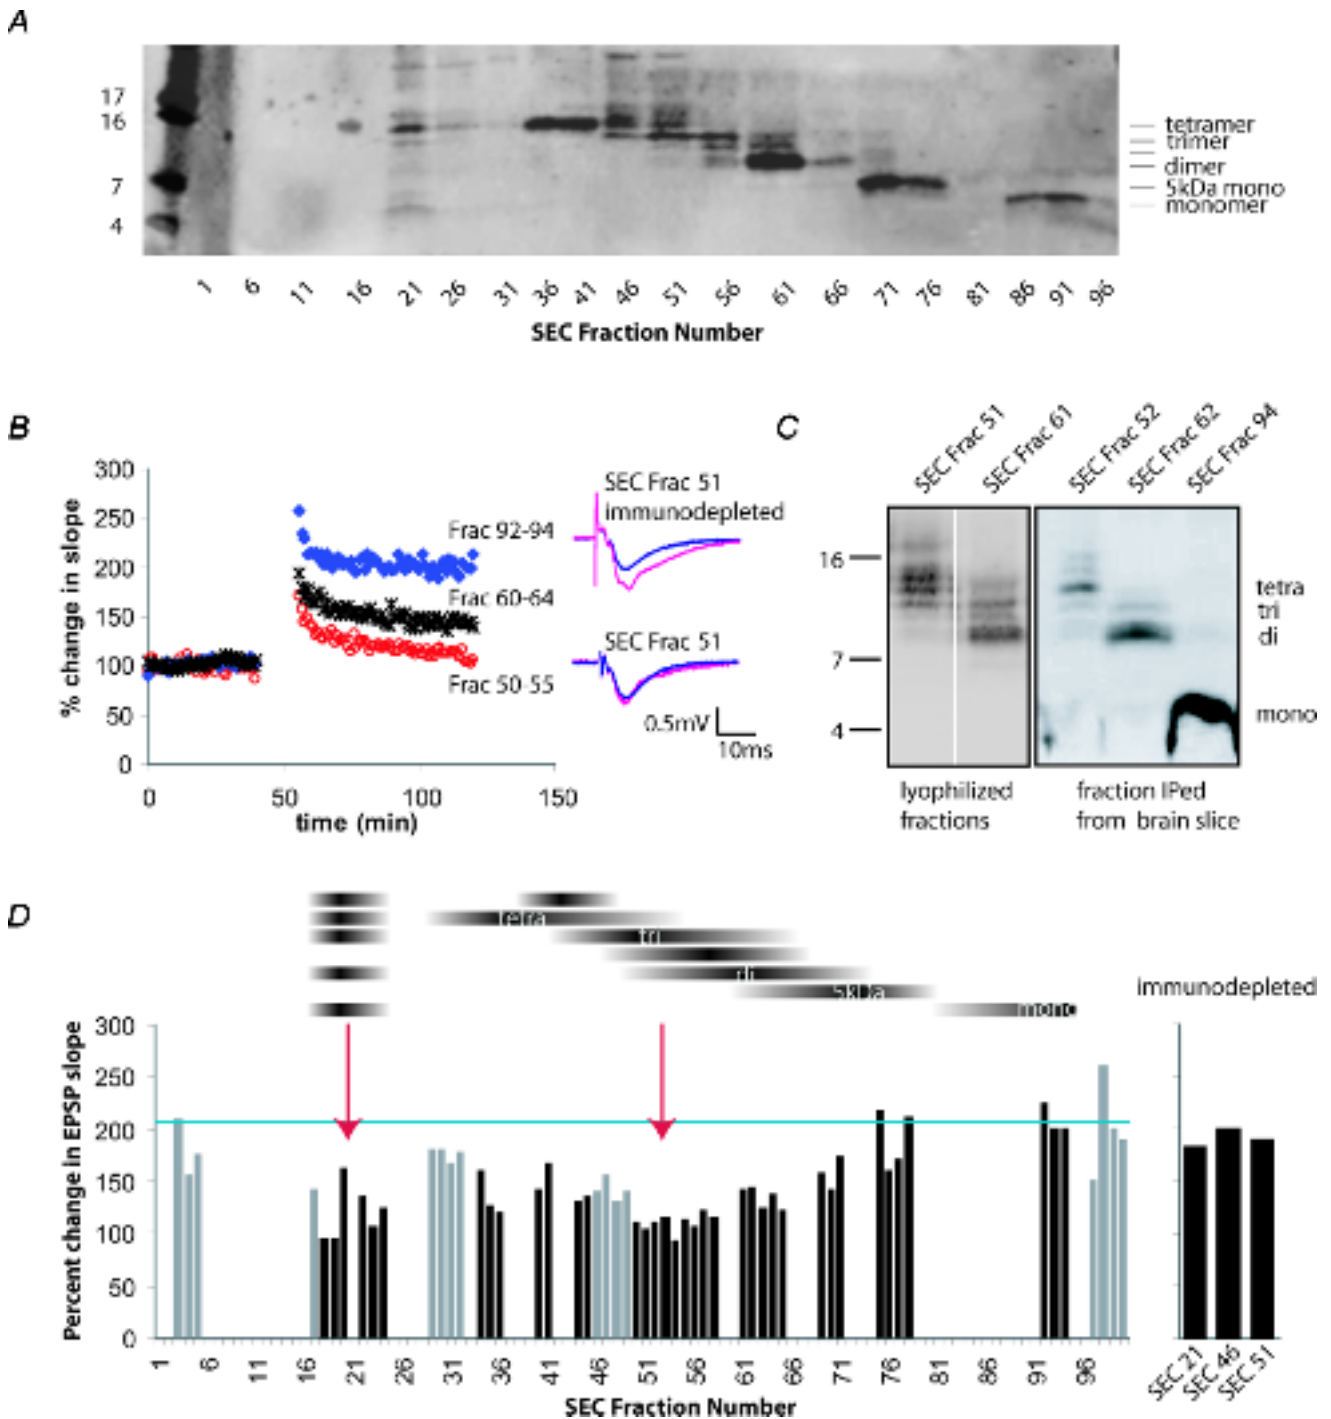 A
17
16
7
4
tetramer
trimer
dimer
5kDa mono
monomer
1 6 11 16 21 26 31 36 41 46 51 56 61 66 71 76 81 86 91 96
SEC Fraction Number
B
% change in slope
300
250
200
150
100
50
0
0 50 100 150
time (min)
Frac 92-94
Frac 60-64
Frac 50-55
SEC Frac 51
immunodepleted
SEC Frac 51
0.5mV
10ms
C
SEC Frac 51
SEC Frac 61
SEC Frac 52
SEC Frac 62
SEC Frac 94
16
7
4
tetra
tri
di
mono
lyophilized
fractions
fraction IPed
from brain slice
D
tetra
tri
di
5kDa
mono
immunodepleted
Percent change in EPSP slope
300
250
200
150
100
50
0
1 6 11 16 21 26 31 36 41 46 51 56 61 66 71 76 81 86 91 96
SEC Fraction Number
SEC 21
SEC 46
SEC 51